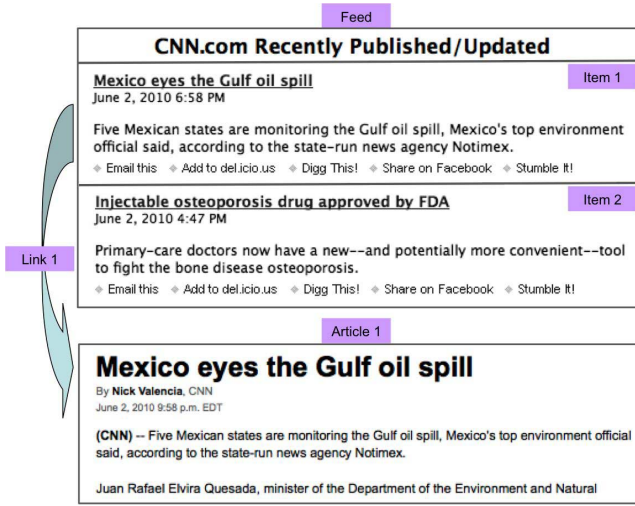 Feed
CNN.com Recently Published/Updated
Mexico eyes the Gulf oil spill
Item 1
June 2, 2010 6:58 PM
Five Mexican states are monitoring the Gulf oil spill, Mexico's top environment
official said, according to the state-run news agency Notimex.
Email this Add to del.icio.us Digg This! Share on Facebook Stumble It!
Injectable osteoporosis drug approved by FDA
Item 2
June 2, 2010 4:47 PM
Primary-care doctors now have a new--and potentially more convenient--tool
to fight the bone disease osteoporosis.
Link 1
Email this Add to del.icio.us Digg This! Share on Facebook Stumble It!
Article 1
Mexico eyes the Gulf oil spill
By Nick Valencia, CNN
June 2, 2010 9:58 p.m. EDT
(CNN) -- Five Mexican states are monitoring the Gulf oil spill, Mexico's top environment official
said, according to the state-run news agency Notimex.
Juan Rafael Elvira Quesada, minister of the Department of the Environment and Natural